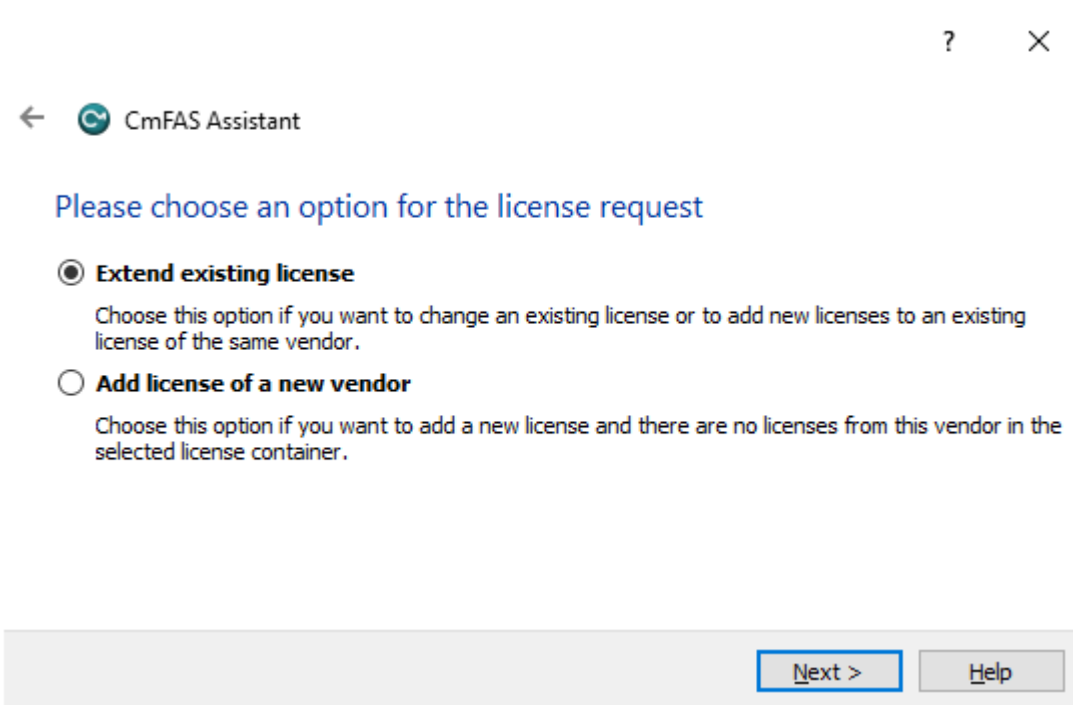 ?
CmFAS Assistant
Please choose an option for the license request
Extend existing license
Choose this option if you want to change an existing license or to add new licenses to an existing
license of the same vendor.
Add license of a new vendor
Choose this option if you want to add a new license and there are no licenses from this vendor in the
selected license container.
Next > Help